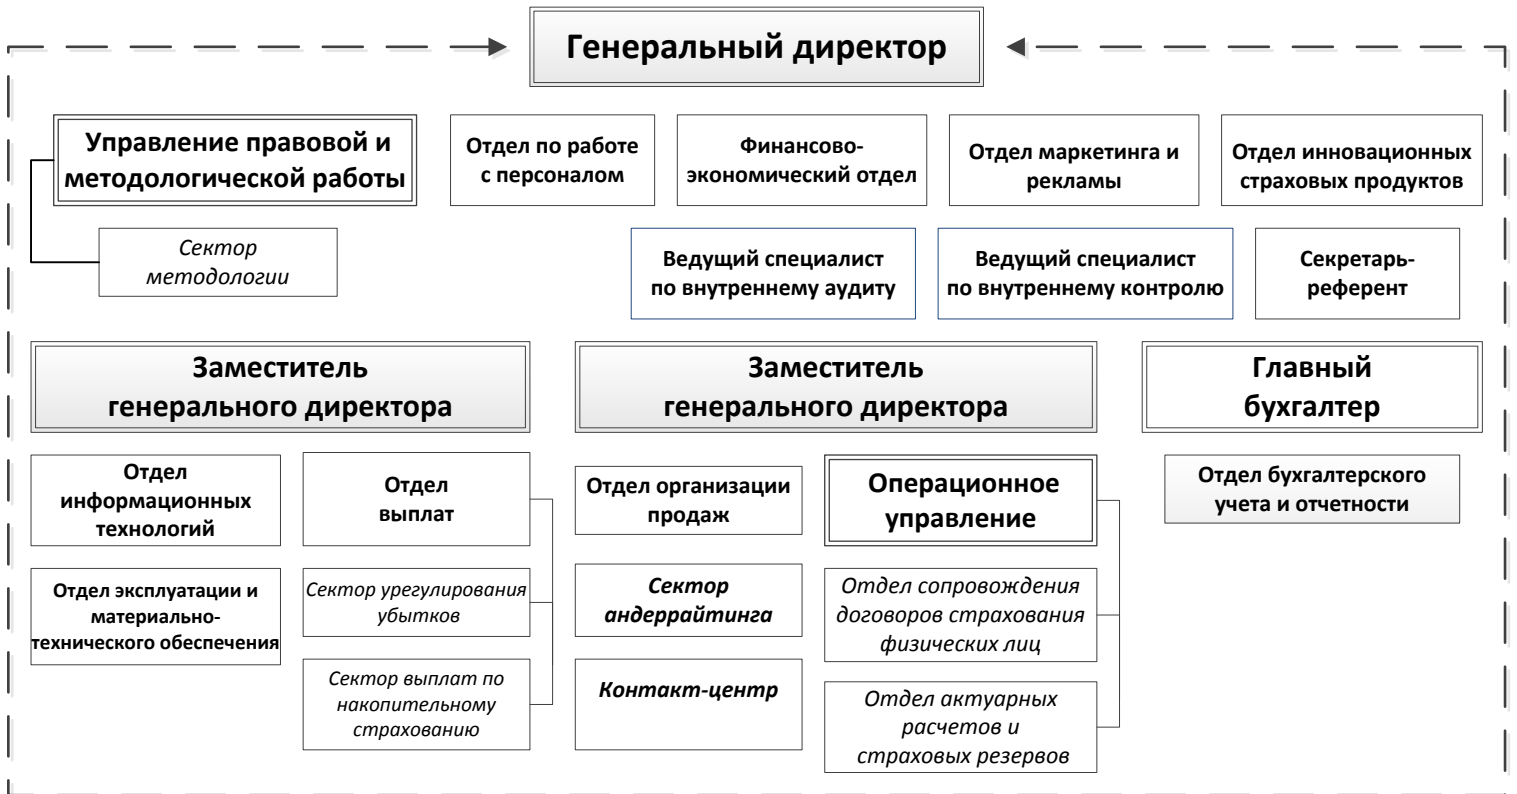 Генеральный директор
Управление правовой и
методологической работы
Отдел по работе
с персоналом
Финансово-
экономический отдел
Отдел маркетинга и
рекламы
Отдел инновационных
страховых продуктов
Сектор
методологии
Ведущий специалист
по внутреннему аудиту
Ведущий специалист
по внутреннему контролю
Секретарь-
референт
Заместитель
генерального директора
Заместитель
генерального директора
Главный
бухгалтер
Отдел
информационных
технологий
Отдел
выплат
Отдел организации
продаж
Операционное
управление
Отдел бухгалтерского
учета и отчетности
Отдел эксплуатации и
материально-
технического обеспечения
Сектор урегулирования
убытков
Сектор
андеррайтинга
Отдел сопровождения
договоров страхования
физических лиц
Сектор выплат по
накопительному
страхованию
Контакт-центр
Отдел актуарных
расчетов и
страховых резервов